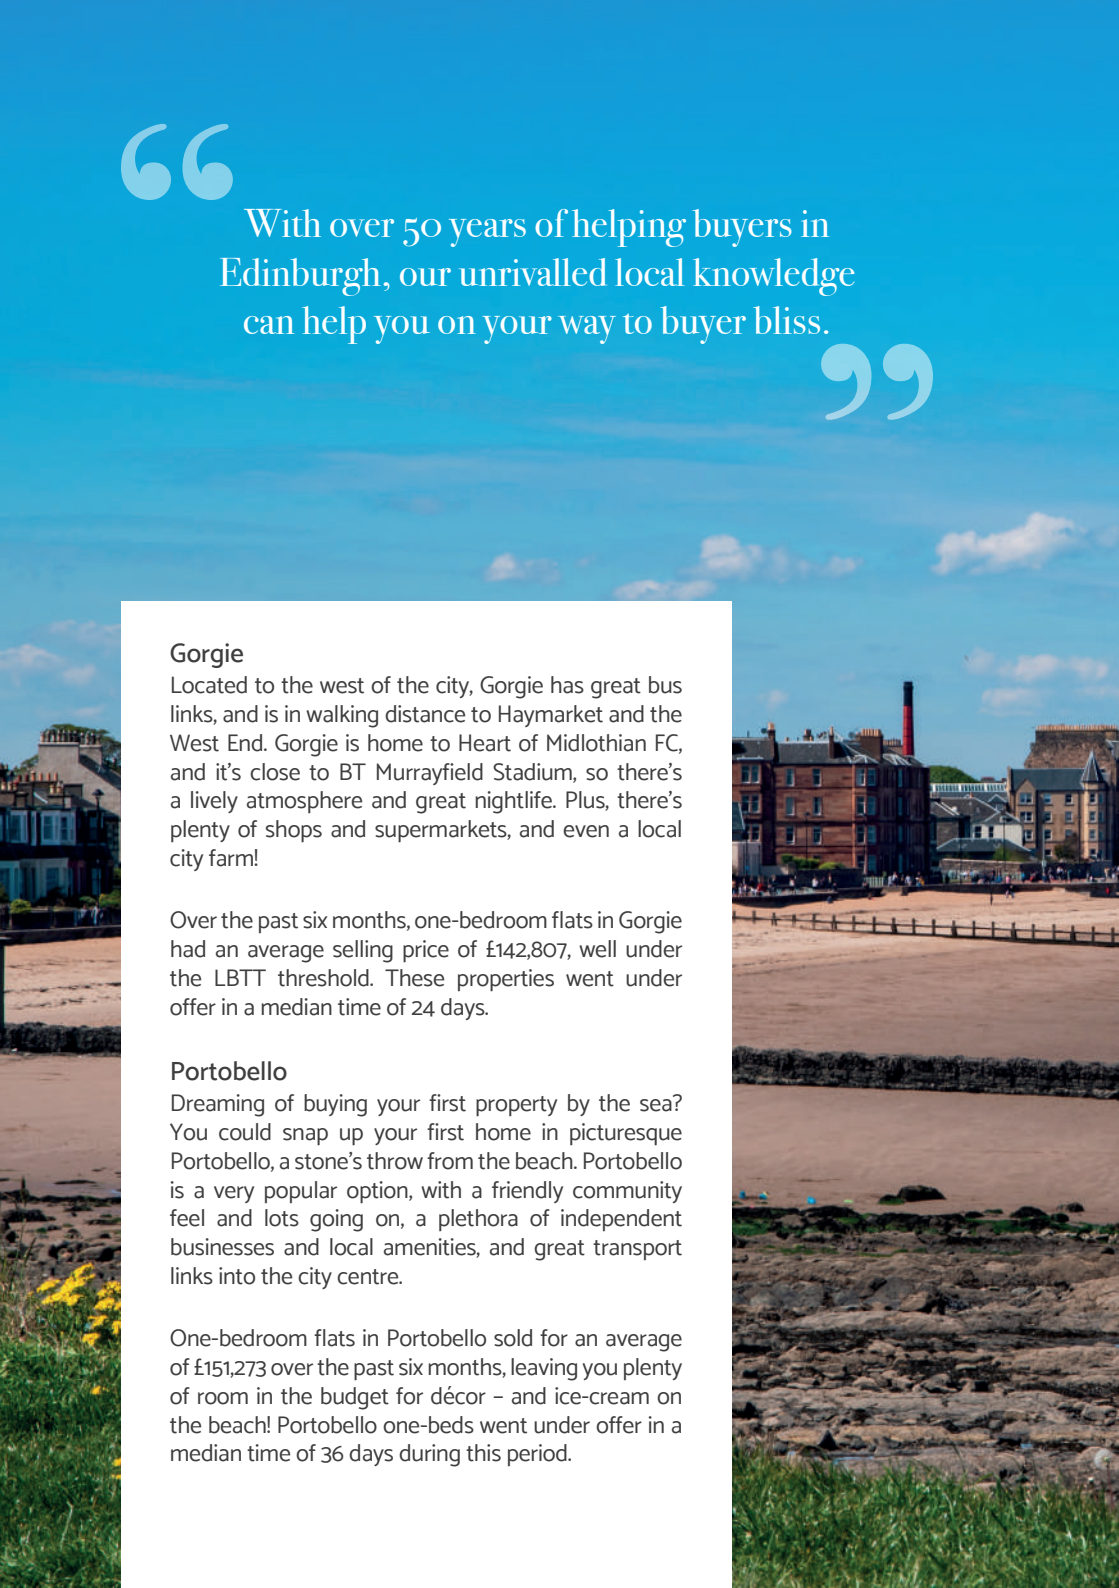 “
With over 50 years of helping buyers in
Edinburgh, our unrivalled local knowledge
can help you on your way to buyer bliss.
”
Gorgie
Located to the west of the city, Gorgie has great bus
links, and is in walking distance to Haymarket and the
West End. Gorgie is home to Heart of Midlothian FC,
and it’s close to BT Murrayfield Stadium, so there’s
a lively atmosphere and great nightlife. Plus, there’s
plenty of shops and supermarkets, and even a local
city farm!
Over the past six months, one-bedroom flats in Gorgie
had an average selling price of £142,807, well under
the LBTT threshold. These properties went under
offer in a median time of 24 days.
Portobello
Dreaming of buying your first property by the sea?
You could snap up your first home in picturesque
Portobello, a stone’s throw from the beach. Portobello
is a very popular option, with a friendly community
feel and lots going on, a plethora of independent
businesses and local amenities, and great transport
links into the city centre.
One-bedroom flats in Portobello sold for an average
of £151,273 over the past six months, leaving you plenty
of room in the budget for décor – and ice-cream on
the beach! Portobello one-beds went under offer in a
median time of 36 days during this period.